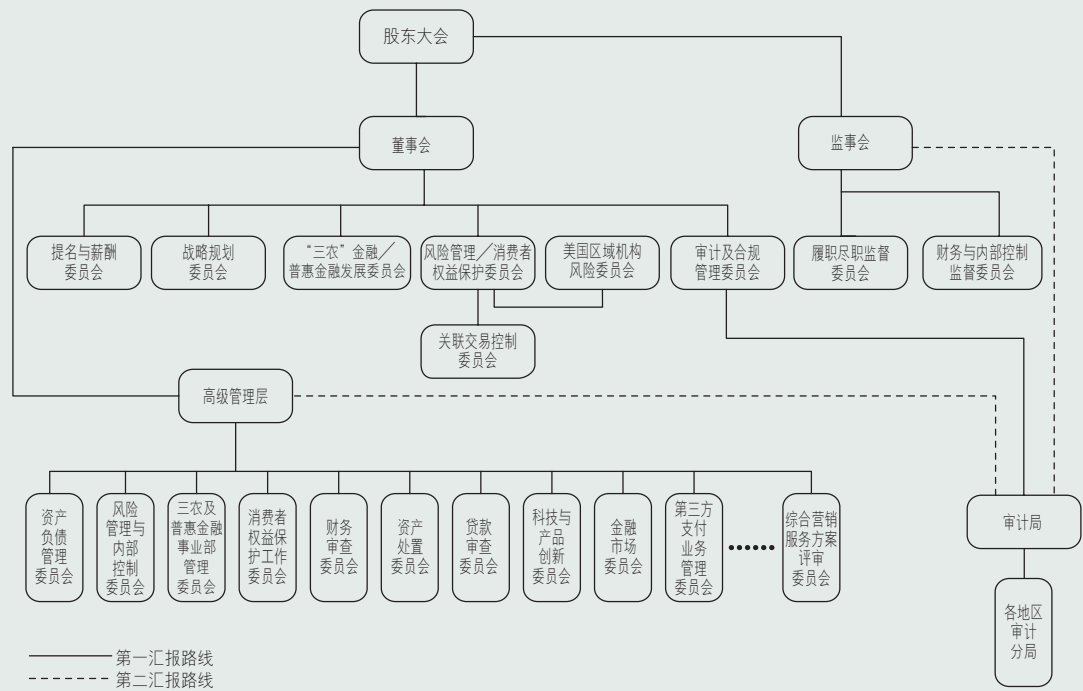 股东大会
董事会
监事会
提名与薪酬
委员会
战略规划
委员会
“三农”金融／
普惠金融发展委员会
风险管理／消费者
权益保护委员会
美国区域机构
风险委员会
审计及合规
管理委员会
履职尽职监督
委员会
财务与内部控制
监督委员会
关联交易控制
委员会
高级管理层
资产
负债
管理
委员会
风险
管理与
内部
控制
委员会
三农及
普惠金融
事业部
管理
委员会
消费者
权益保
护工作
委员会
财务
审查
委员会
资产
处置
委员会
贷款
审查
委员会
科技与
产品
创新
委员会
金融
市场
委员会
第三方
支付
业务
管理
委员会
••••••
综合营销
服务方案
评审
委员会
审计局
各地区
审计
分局
第一汇报路线
第二汇报路线